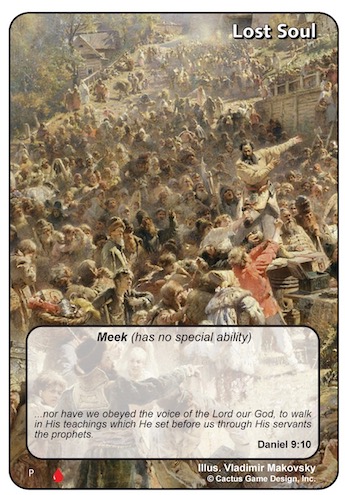 Lost Soul
Meek (has no special ability)
...nor have we obeyed the voice of the Lord our God, to walk
in His teachings which He set before us through His servants
the prophets.
Daniel 9:10
P
Illus. Vladimir Makovsky
© Cactus Game Design, Inc.